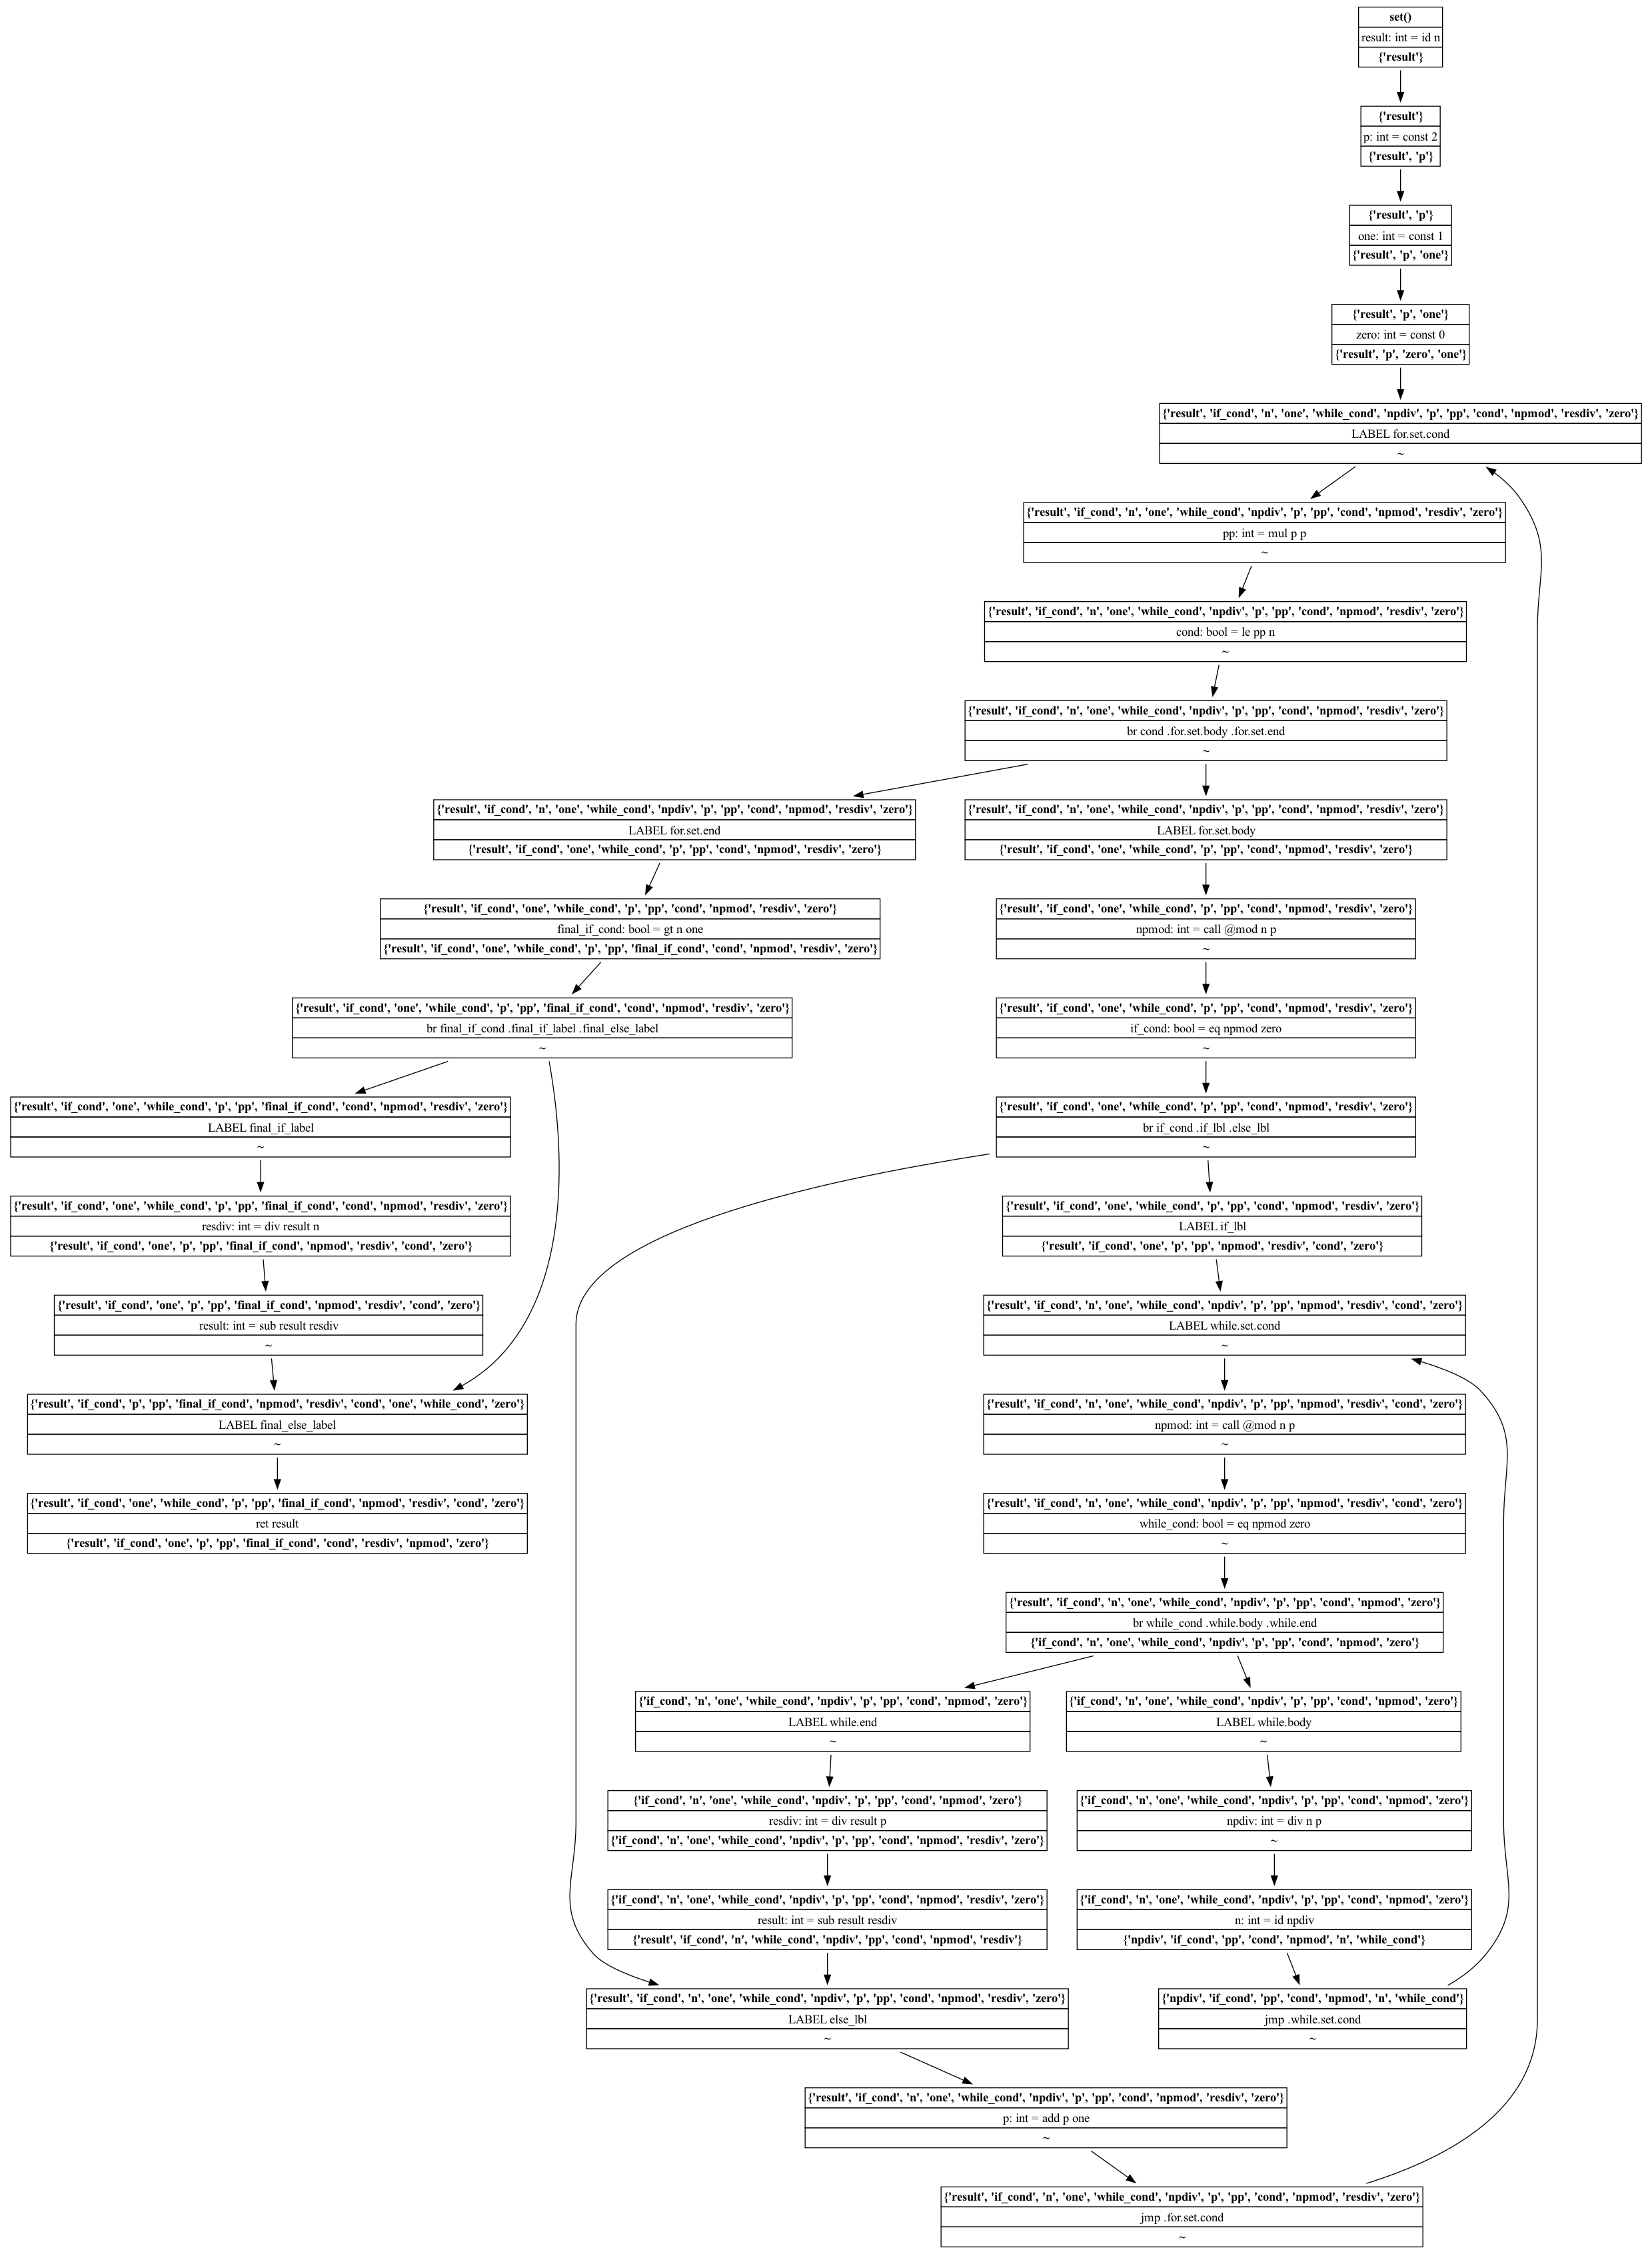 set()
result: int = id n
{'result'}
{'result'}
p: int = const 2
{'result', 'p'}
{'result', 'p'}
one: int = const 1
{'result', 'p', 'one'}
{'result', 'p', 'one'}
zero: int = const 0
{'result', 'p', 'zero', 'one'}
{'result', 'if_cond', 'n', 'one', 'while_cond', 'npdiv', 'p', 'pp', 'cond', 'npmod', 'resdiv', 'zero'}
LABEL for.set.cond
~
{'result', 'if_cond', 'n', 'one', 'while_cond', 'npdiv', 'p', 'pp', 'cond', 'npmod', 'resdiv', 'zero'}
pp: int = mul p p
~
{'result', 'if_cond', 'n', 'one', 'while_cond', 'npdiv', 'p', 'pp', 'cond', 'npmod', 'resdiv', 'zero'}
cond: bool = le pp n
~
{'result', 'if_cond', 'n', 'one', 'while_cond', 'npdiv', 'p', 'pp', 'cond', 'npmod', 'resdiv', 'zero'}
br cond .for.set.body .for.set.end
~
{'result', 'if_cond', 'n', 'one', 'while_cond', 'npdiv', 'p', 'pp', 'cond', 'npmod', 'resdiv', 'zero'}
LABEL for.set.end
{'result', 'if_cond', 'one', 'while_cond', 'p', 'pp', 'cond', 'npmod', 'resdiv', 'zero'}
{'result', 'if_cond', 'one', 'while_cond', 'p', 'pp', 'cond', 'npmod', 'resdiv', 'zero'}
final_if_cond: bool = gt n one
{'result', 'if_cond', 'one', 'while_cond', 'p', 'pp', 'final_if_cond', 'cond', 'npmod', 'resdiv', 'zero'}
{'result', 'if_cond', 'one', 'while_cond', 'p', 'pp', 'final_if_cond', 'cond', 'npmod', 'resdiv', 'zero'}
br final_if_cond .final_if_label .final_else_label
~
{'result', 'if_cond', 'one', 'while_cond', 'p', 'pp', 'final_if_cond', 'cond', 'npmod', 'resdiv', 'zero'}
LABEL final_if_label
~
{'result', 'if_cond', 'one', 'while_cond', 'p', 'pp', 'final_if_cond', 'cond', 'npmod', 'resdiv', 'zero'}
resdiv: int = div result n
{'result', 'if_cond', 'one', 'p', 'pp', 'final_if_cond', 'npmod', 'resdiv', 'cond', 'zero'}
{'result', 'if_cond', 'one', 'p', 'pp', 'final_if_cond', 'npmod', 'resdiv', 'cond', 'zero'}
result: int = sub result resdiv
~
{'result', 'if_cond', 'p', 'pp', 'final_if_cond', 'npmod', 'resdiv', 'cond', 'one', 'while_cond', 'zero'}
LABEL final_else_label
~
{'result', 'if_cond', 'one', 'while_cond', 'p', 'pp', 'final_if_cond', 'npmod', 'resdiv', 'cond', 'zero'}
ret result
{'result', 'if_cond', 'one', 'p', 'pp', 'final_if_cond', 'cond', 'resdiv', 'npmod', 'zero'}
{'result', 'if_cond', 'n', 'one', 'while_cond', 'npdiv', 'p', 'pp', 'cond', 'npmod', 'resdiv', 'zero'}
LABEL for.set.body
{'result', 'if_cond', 'one', 'while_cond', 'p', 'pp', 'cond', 'npmod', 'resdiv', 'zero'}
{'result', 'if_cond', 'one', 'while_cond', 'p', 'pp', 'cond', 'npmod', 'resdiv', 'zero'}
npmod: int = call @mod n p
~
{'result', 'if_cond', 'one', 'while_cond', 'p', 'pp', 'cond', 'npmod', 'resdiv', 'zero'}
if_cond: bool = eq npmod zero
~
{'result', 'if_cond', 'one', 'while_cond', 'p', 'pp', 'cond', 'npmod', 'resdiv', 'zero'}
br if_cond .if_lbl .else_lbl
~
{'result', 'if_cond', 'one', 'while_cond', 'p', 'pp', 'cond', 'npmod', 'resdiv', 'zero'}
LABEL if_lbl
{'result', 'if_cond', 'one', 'p', 'pp', 'npmod', 'resdiv', 'cond', 'zero'}
{'result', 'if_cond', 'n', 'one', 'while_cond', 'npdiv', 'p', 'pp', 'npmod', 'resdiv', 'cond', 'zero'}
LABEL while.set.cond
~
{'result', 'if_cond', 'n', 'one', 'while_cond', 'npdiv', 'p', 'pp', 'npmod', 'resdiv', 'cond', 'zero'}
npmod: int = call @mod n p
~
{'result', 'if_cond', 'n', 'one', 'while_cond', 'npdiv', 'p', 'pp', 'npmod', 'resdiv', 'cond', 'zero'}
while_cond: bool = eq npmod zero
~
{'result', 'if_cond', 'n', 'one', 'while_cond', 'npdiv', 'p', 'pp', 'cond', 'npmod', 'zero'}
br while_cond .while.body .while.end
{'if_cond', 'n', 'one', 'while_cond', 'npdiv', 'p', 'pp', 'cond', 'npmod', 'zero'}
{'if_cond', 'n', 'one', 'while_cond', 'npdiv', 'p', 'pp', 'cond', 'npmod', 'zero'}
LABEL while.end
~
{'if_cond', 'n', 'one', 'while_cond', 'npdiv', 'p', 'pp', 'cond', 'npmod', 'zero'}
resdiv: int = div result p
{'if_cond', 'n', 'one', 'while_cond', 'npdiv', 'p', 'pp', 'cond', 'npmod', 'resdiv', 'zero'}
{'if_cond', 'n', 'one', 'while_cond', 'npdiv', 'p', 'pp', 'cond', 'npmod', 'resdiv', 'zero'}
result: int = sub result resdiv
{'result', 'if_cond', 'n', 'while_cond', 'npdiv', 'pp', 'cond', 'npmod', 'resdiv'}
{'if_cond', 'n', 'one', 'while_cond', 'npdiv', 'p', 'pp', 'cond', 'npmod', 'zero'}
LABEL while.body
~
{'if_cond', 'n', 'one', 'while_cond', 'npdiv', 'p', 'pp', 'cond', 'npmod', 'zero'}
npdiv: int = div n p
~
{'if_cond', 'n', 'one', 'while_cond', 'npdiv', 'p', 'pp', 'cond', 'npmod', 'zero'}
n: int = id npdiv
{'npdiv', 'if_cond', 'pp', 'cond', 'npmod', 'n', 'while_cond'}
{'npdiv', 'if_cond', 'pp', 'cond', 'npmod', 'n', 'while_cond'}
jmp .while.set.cond
~
{'result', 'if_cond', 'n', 'one', 'while_cond', 'npdiv', 'p', 'pp', 'cond', 'npmod', 'resdiv', 'zero'}
LABEL else_lbl
~
{'result', 'if_cond', 'n', 'one', 'while_cond', 'npdiv', 'p', 'pp', 'cond', 'npmod', 'resdiv', 'zero'}
p: int = add p one
~
{'result', 'if_cond', 'n', 'one', 'while_cond', 'npdiv', 'p', 'pp', 'cond', 'npmod', 'resdiv', 'zero'}
jmp .for.set.cond
~